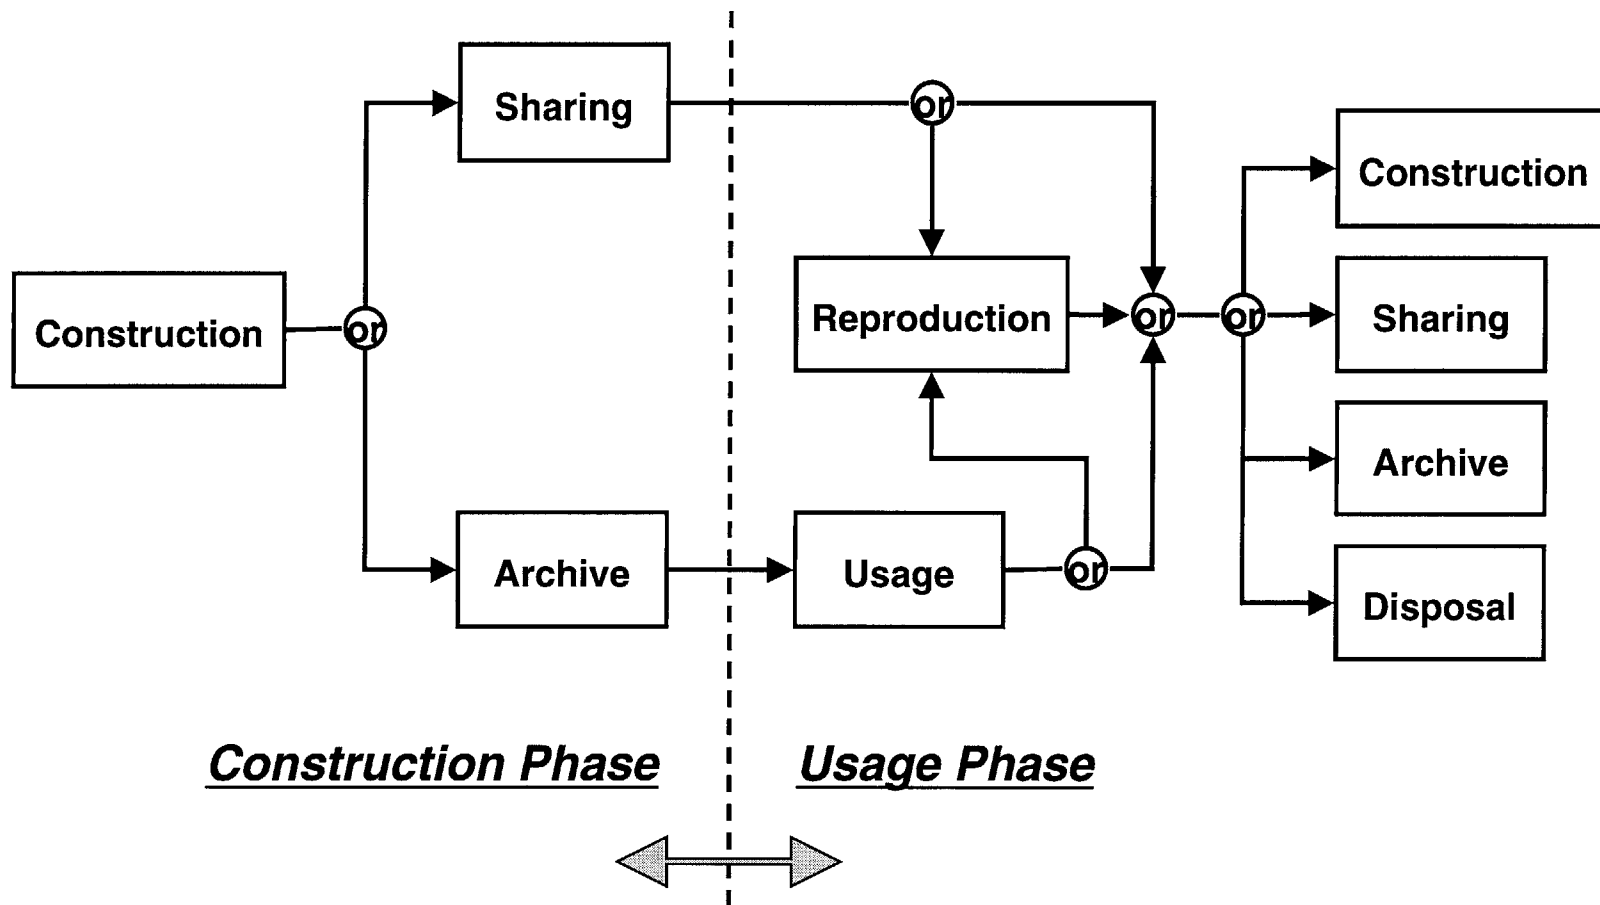 Sharing
or
Construction
Construction
or
Reproduction
or
or
Sharing
Archive
Archive
Usage
or
Disposal
Construction Phase
Usage Phase